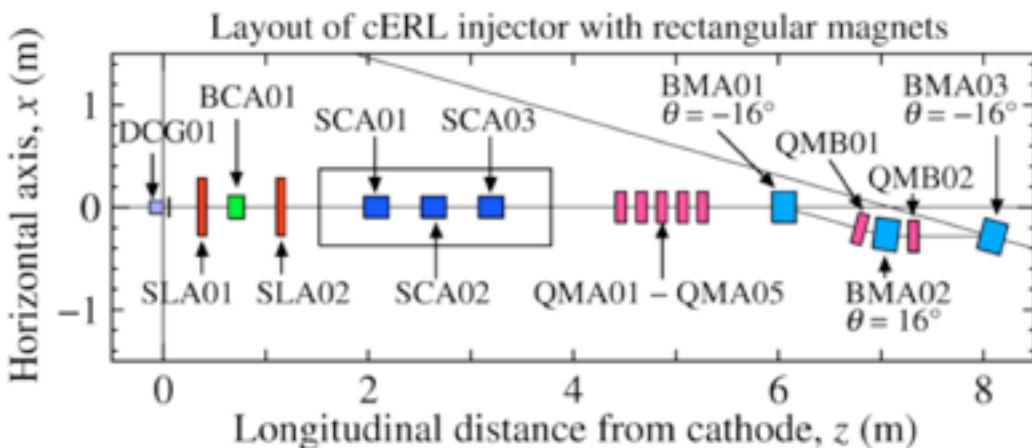 Layout of cERL injector with rectangular magnets
Horizontal axis, x (m)
1
0
−1
DCG01
BCA01
SCA01
SCA03
BMA01
θ = −16°
BMA03
θ = −16°
QMB01
QMB02
SLA01
SLA02
SCA02
QMA01 − QMA05
BMA02
θ = 16°
0
2
4
6
8
Longitudinal distance from cathode, z (m)